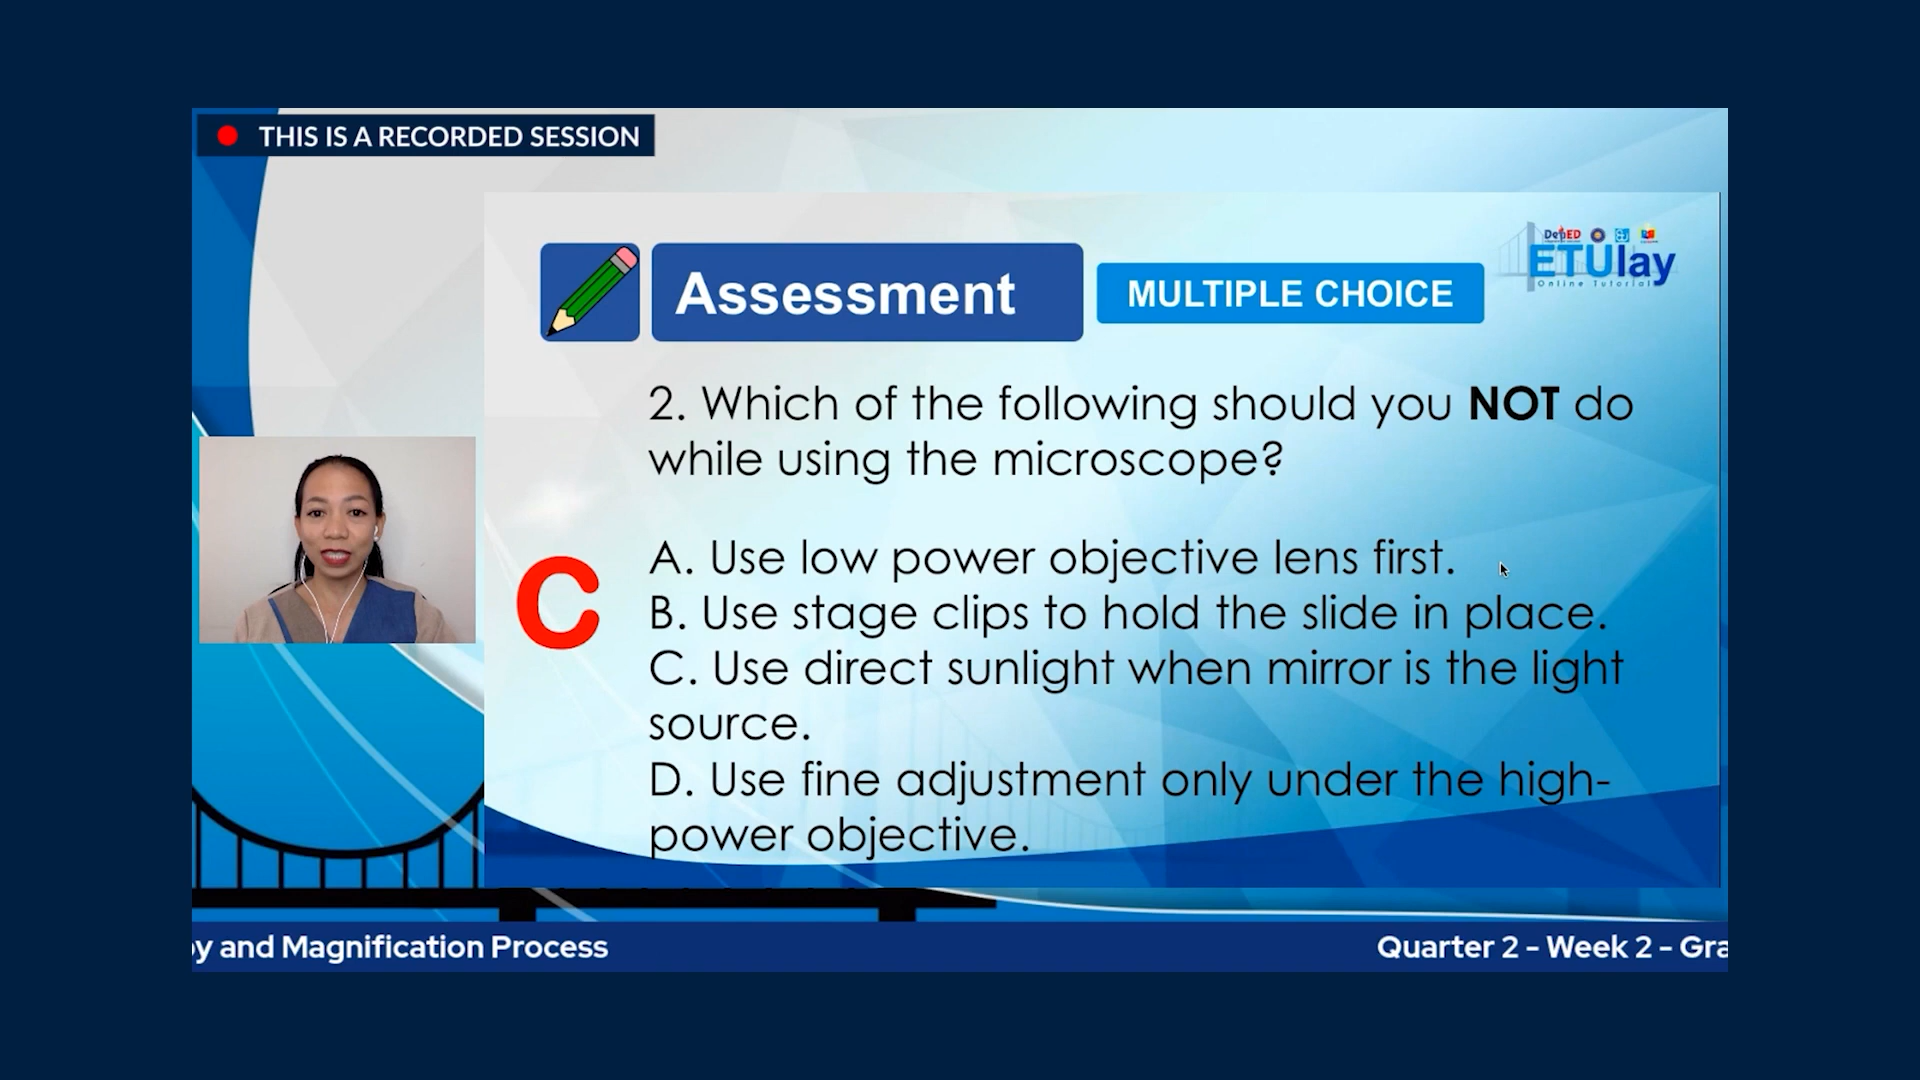 THIS IS A RECORDED SESSION
Assessment
MULTIPLE CHOICE
DepED
ETUlay
Online Tutorial
2. Which of the following should you NOT do
while using the microscope?
C
A. Use low power objective lens first.
B. Use stage clips to hold the slide in place.
C. Use direct sunlight when mirror is the light
source.
D. Use fine adjustment only under the high-
power objective.
y and Magnification Process
Quarter 2 - Week 2 - Gra